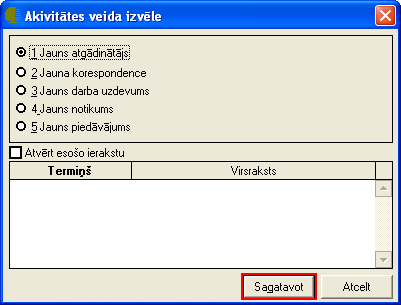 Akivitātes veida izvēle
1 Jauns atgādinātājs
2 Jauna korespondence
3 Jauns darba uzdevums
4 Jauns notikums
5 Jauns piedāvājums
Atvērt esošo ierakstu
Termiņš Virsraksts
Sagatavot Atcelt